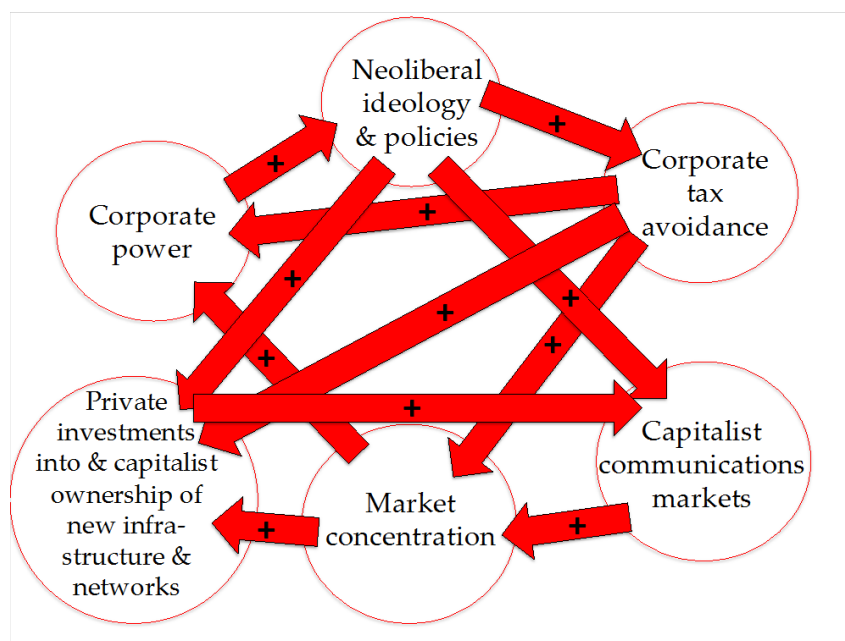 Neoliberal
ideology
& policies
+
+
Corporate
tax
avoidance
Corporate
power
+
+
+
+
+
+
+
Private
investments
into & capitalist
ownership of
new infra-
structure &
networks
+
Capitalist
communications
markets
Market
concentration
+
+